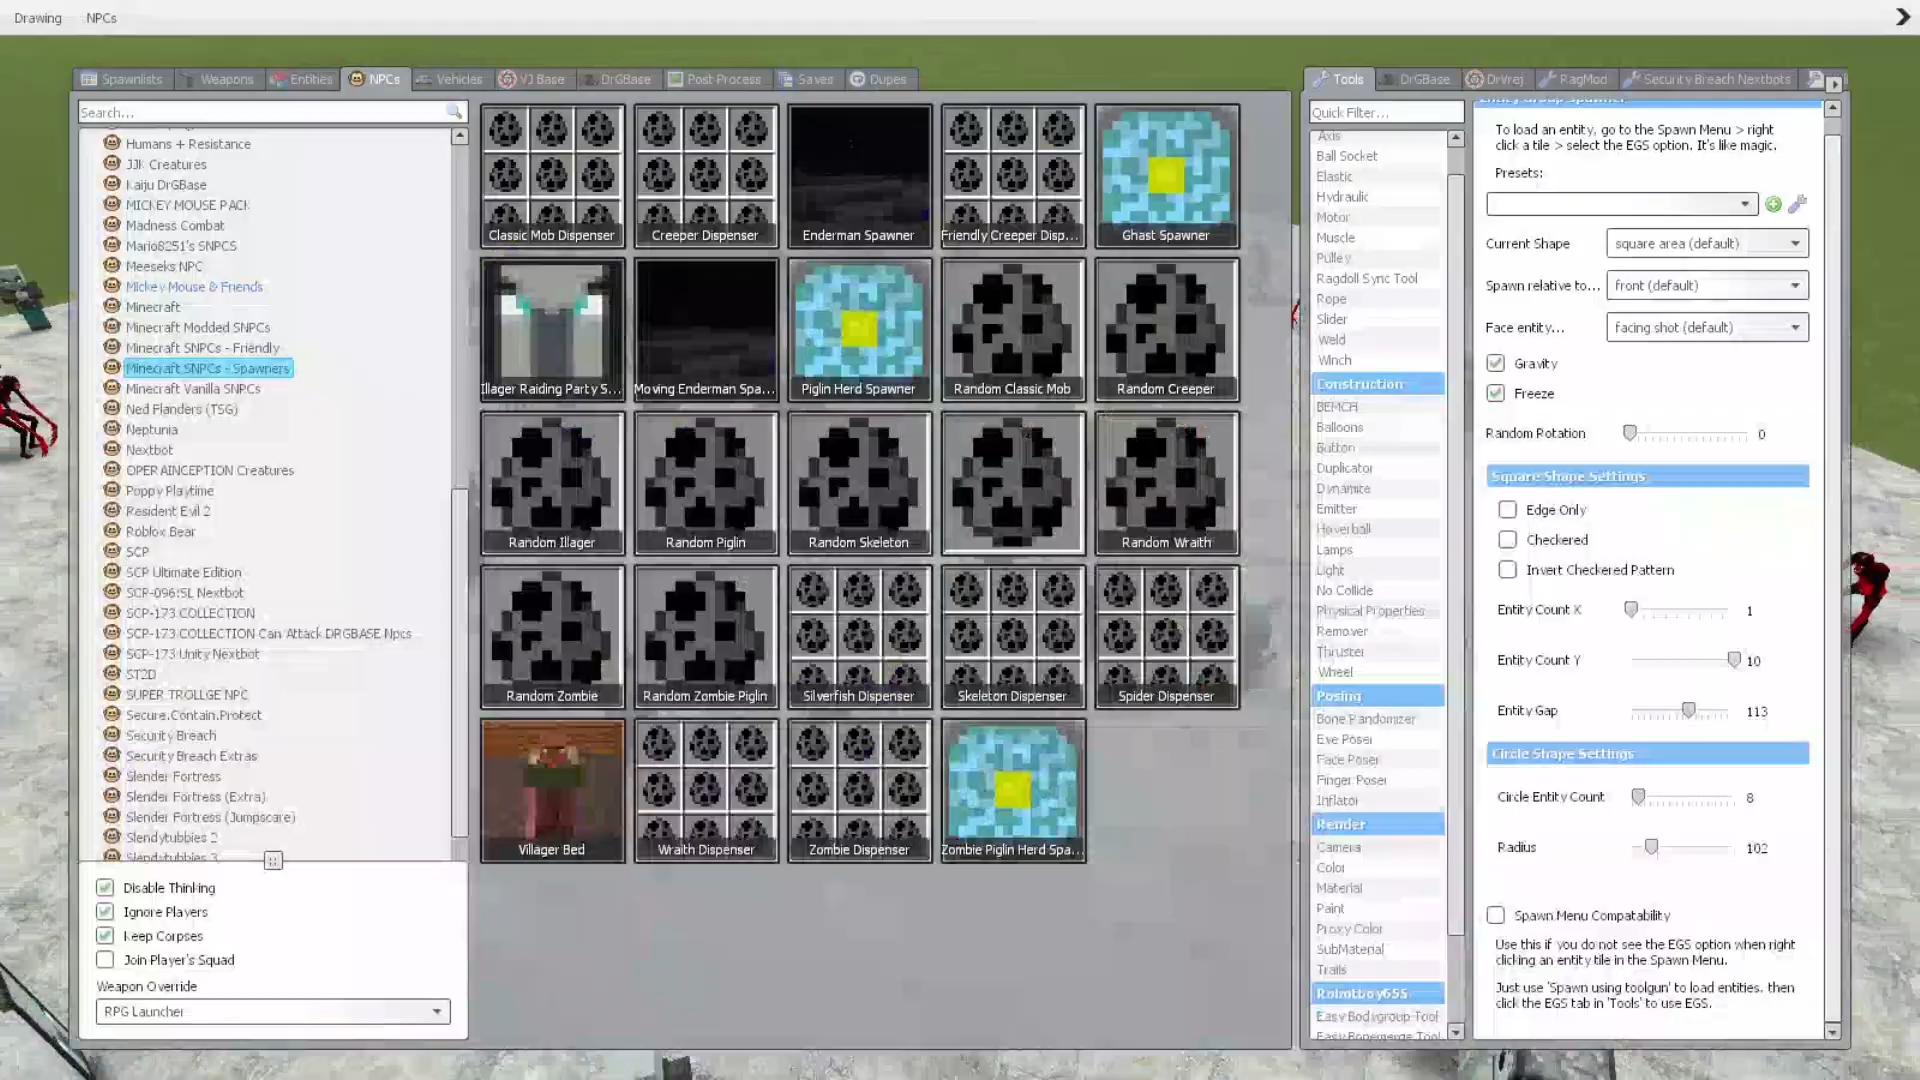 Drawing NPCs
Spawnlists Weapons Entities NPCs Vehicles VJ Base DrGBase Post Process Saves Dupes
Search...
Humans + Resistance
JJK Creatures
Kaiju DrGBase
MICKEY MOUSE PACK
Madness Combat
Mario8251's SNPCS
Meeseks NPC
Mickey Mouse & Friends
Minecraft
Minecraft Modded SNPCs
Minecraft SNPCs - Friendly
Minecraft SNPCs - Spawners
Minecraft Vanilla SNPCs
Ned Flanders (TSG)
Neptunia
Nextbot
OPERAINCEPTION Creatures
Poppy Playtime
Resident Evil 2
Roblox Bear
SCP
SCP Ultimate Edition
SCP-096:SL Nextbot
SCP-173 COLLECTION
SCP-173 COLLECTION Can Attack DRGBASE Npcs
SCP-173 Unity Nextbot
ST2D
SUPER TROLLGE NPC
Secure.Contain.Protect
Security Breach
Security Breach Extras
Slender Fortress
Slender Fortress (Extra)
Slender Fortress (Jumpscare)
Slendytubbies 2
Slendytubbies 3
Disable Thinking
Ignore Players
Keep Corpses
Join Player's Squad
Weapon Override
RPG Launcher
Classic Mob Dispenser Creeper Dispenser Enderman Spawner Friendly Creeper Disp... Ghast Spawner
Illager Raiding Party S... Moving Enderman Spa... Piglin Herd Spawner Random Classic Mob Random Creeper
Random Illager Random Piglin Random Skeleton Random Wraith
Random Zombie Random Zombie Piglin Silverfish Dispenser Skeleton Dispenser Spider Dispenser
Villager Bed Wraith Dispenser Zombie Dispenser Zombie Piglin Herd Spa...
Tools DrGBase DrVrej RagMod Security Breach Nextbots
Quick Filter...
Axis
Ball Socket
Elastic
Hydraulic
Motor
Muscle
Pulley
Ragdoll Sync Tool
Rope
Slider
Weld
Winch
Construction
BEMCH
Balloons
Button
Duplicator
Dynamite
Emitter
Hoverball
Lamps
Light
No Collide
Physical Properties
Remover
Thruster
Wheel
Posing
Bone Randomizer
Eye Poser
Face Poser
Finger Poser
Inflator
Render
Camera
Color
Material
Paint
Proxy Color
SubMaterial
Trails
Easy Bodygroup Tool
Easy Bonemerge Tool
Entity Group Spawner
To load an entity, go to the Spawn Menu > right
click a tile > select the EGS option. It's like magic.
Presets:
Current Shape square area (default)
Spawn relative to... front (default)
Face entity... facing shot (default)
Gravity
Freeze
Random Rotation 0
Square Shape Settings
Edge Only
Checkered
Invert Checkered Pattern
Entity Count X 1
Entity Count Y 10
Entity Gap 113
Circle Shape Settings
Circle Entity Count 8
Radius 102
Spawn Menu Compatability
Use this if you do not see the EGS option when right
clicking an entity tile in the Spawn Menu.
Just use 'Spawn using toolgun' to load entities, then
click the EGS tab in 'Tools' to use EGS.